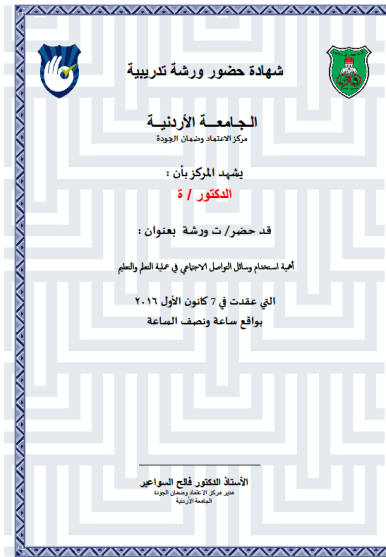 شهادة حضور ورشة تدريبية
الجامعـــة الأردنيــة
مركز الاعتماد وضمان الجودة
يشهد المركز بأن :
الدكتور / ة
قد حضر/ ت ورشة بعنوان :
أهمية استخدام وسائل التواصل الاجتماعي في عملية التعلم والتعليم
التي عقدت في 7 كانون الأول ٢٠١٦
بواقع ساعة ونصف الساعة
الأستاذ الدكتور فالح السواعير
مدير مركز الاعتماد وضمان الجودة
الجامعة الأردنية